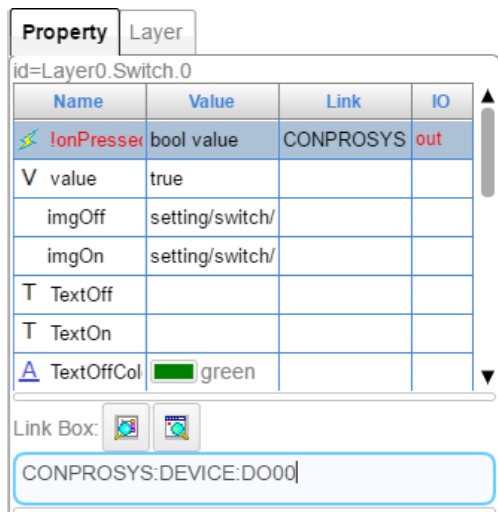 Property Layer
id=Layer0.Switch.0
Name Value Link IO
!onPressed bool value CONPROSYS out
V value true
imgOff setting/switch/
imgOn setting/switch/
T TextOff
T TextOn
A TextOffCol green
Link Box:
CONPROSYS:DEVICE:DO00